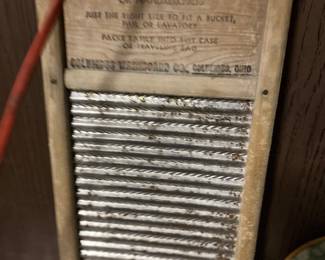 JUST THE RIGHT SIZE TO FIT A BUCKET,
PAIL OR LAVATORY
PACKS EASILY INTO SUIT CASE
OR TRAVELING BAG
COLUMBUS WASHBOARD CO. COLUMBUS, OHIO